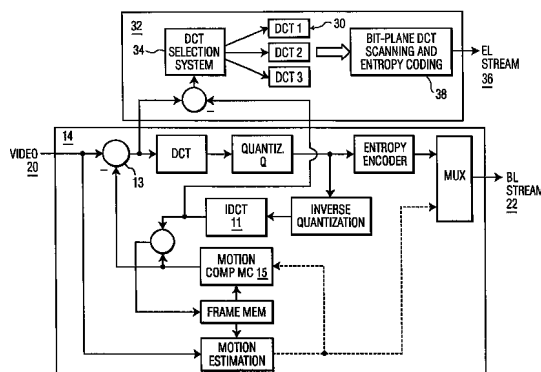 32
34
DCT
SELECTION
SYSTEM
DCT 1
30
DCT 2
DCT 3
BIT-PLANE DCT
SCANNING AND
ENTROPY CODING
38
EL
STREAM
36
–
14
VIDEO
20
–
13
DCT
QUANTIZ.
Q
ENTROPY
ENCODER
MUX
BL
STREAM
22
IDCT
11
INVERSE
QUANTIZATION
MOTION
COMP MC 15
FRAME MEM
MOTION
ESTIMATION